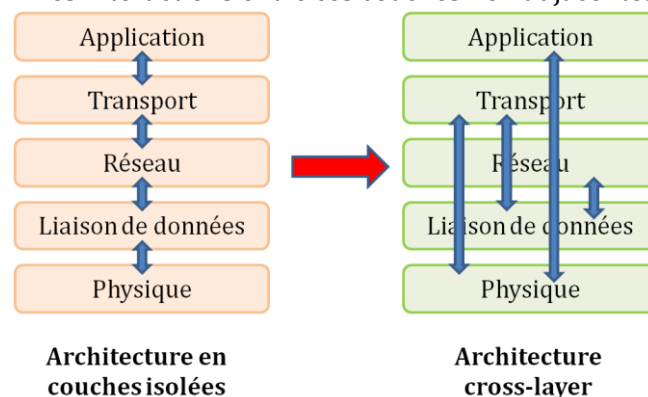 Application
Transport
Réseau
Liaison de données
Physique
Architecture en
couches isolées
Application
Transport
Réseau
Liaison de données
Physique
Architecture
cross-layer